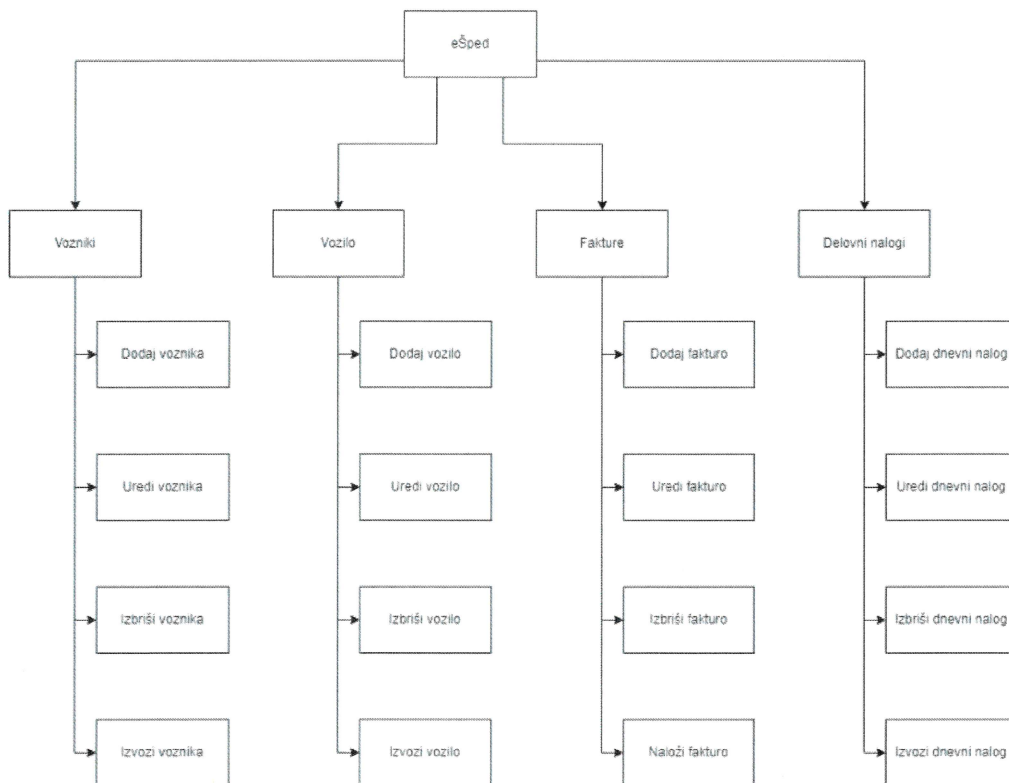 eŠped
Vozniki
Vozilo
Fakture
Delovni nalogi
Dodaj voznika
Dodaj vozilo
Dodaj fakturo
Dodaj dnevni nalog
Uredi voznika
Uredi vozilo
Uredi fakturo
Uredi dnevni nalog
Izbriši voznika
Izbriši vozilo
Izbriši fakturo
Izbriši dnevni nalog
Izvozi voznika
Izvozi vozilo
Naloži fakturo
Izvozi dnevni nalog